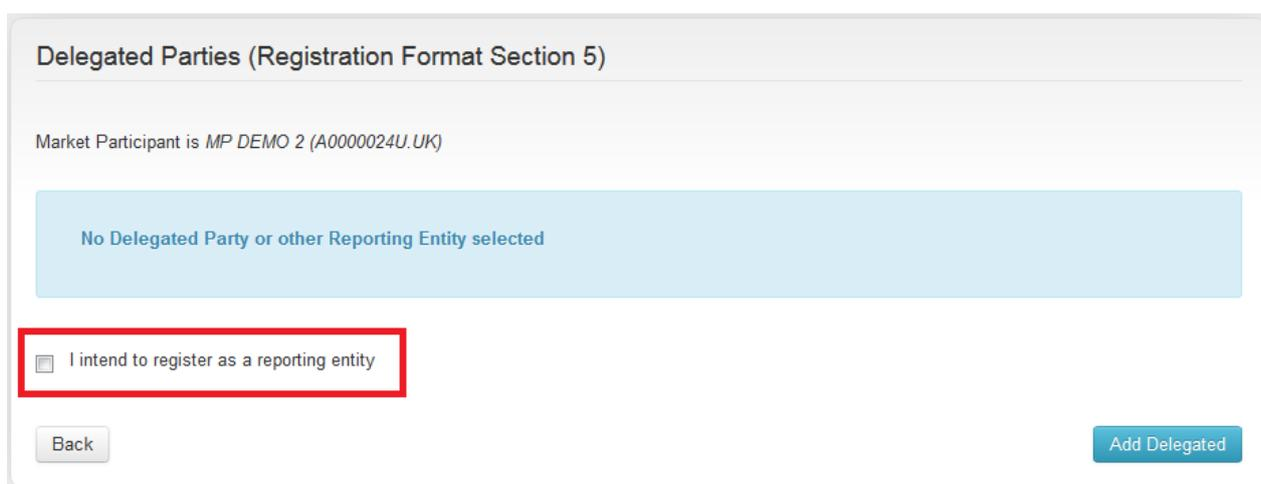 Delegated Parties (Registration Format Section 5)
Market Participant is MP DEMO 2 (A0000024U.UK)
No Delegated Party or other Reporting Entity selected
I intend to register as a reporting entity
Back
Add Delegated